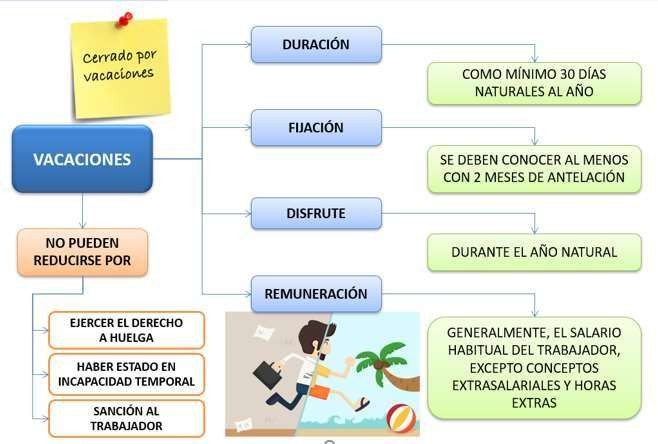 Cerrado por
vacaciones
VACACIONES
DURACIÓN
COMO MÍNIMO 30 DÍAS
NATURALES AL AÑO
FIJACIÓN
SE DEBEN CONOCER AL MENOS
CON 2 MESES DE ANTELACIÓN
DISFRUTE
DURANTE EL AÑO NATURAL
REMUNERACIÓN
GENERALMENTE, EL SALARIO
HABITUAL DEL TRABAJADOR,
EXCEPTO CONCEPTOS
EXTRASALARIALES Y HORAS
EXTRAS
NO PUEDEN
REDUCIRSE POR
EJERCER EL DERECHO
A HUELGA
HABER ESTADO EN
INCAPACIDAD TEMPORAL
SANCIÓN AL
TRABAJADOR